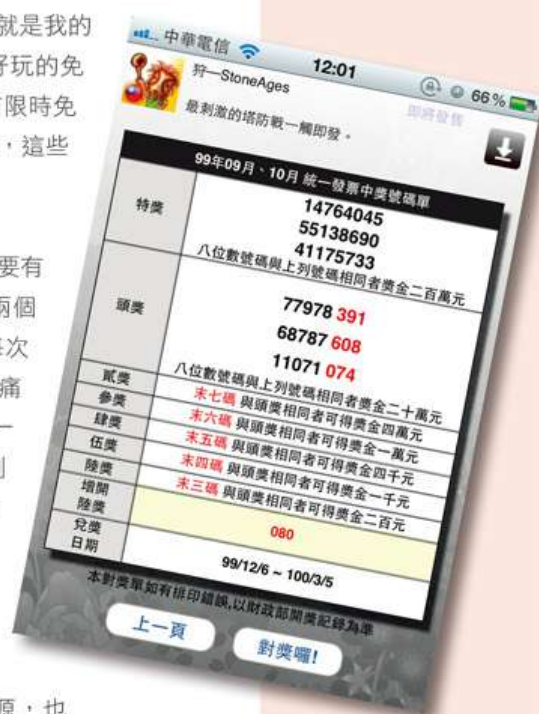 就是我的
好玩的免
有限時免
，這些
要有
兩個
每次
痛
一
源，也
中華電信
12:01
66%
狩—StoneAges
即將發售
最刺激的塔防戰一觸即發。
99年09月、10月 統一發票中獎號碼單
特獎
14764045
55138690
41175733
八位數號碼與上列號碼相同者獎金二百萬元
頭獎
77978 391
68787 608
11071 074
八位數號碼與上列號碼相同者獎金二十萬元
貳獎 末七碼 與頭獎相同者可得獎金四萬元
參獎 末六碼 與頭獎相同者可得獎金一萬元
肆獎 末五碼 與頭獎相同者可得獎金四千元
伍獎 末四碼 與頭獎相同者可得獎金一千元
陸獎 末三碼 與頭獎相同者可得獎金二百元
增開
陸獎
080
兌獎
日期
99/12/6 ~ 100/3/5
本對獎單如有排印錯誤,以財政部開獎記錄為準
上一頁
對獎囉!